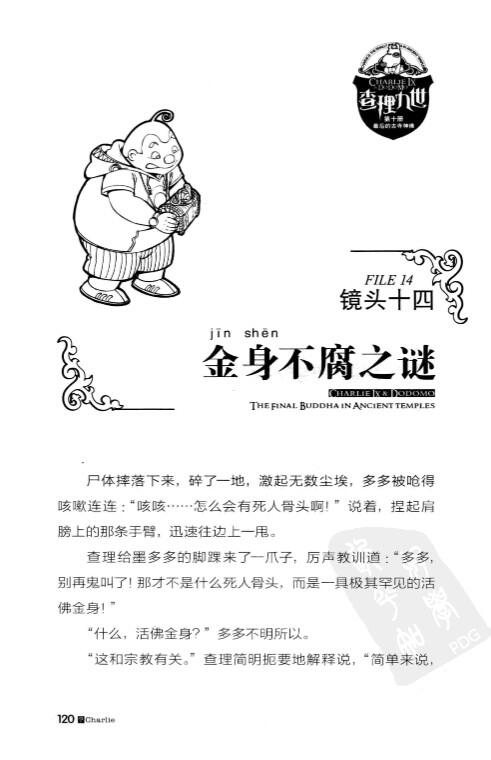 CHARLIE IX
& DODOMO
查理九世
第十册
最后的古寺神佛
FILE 14
镜头十四
jīn shēn
金身不腐之谜
CHARLIE IX & DODOMO
THE FINAL BUDDHA IN ANCIENT TEMPLES
尸体摔落下来，碎了一地，激起无数尘埃，多多被呛得
咳嗽连连：“咳咳……怎么会有死人骨头啊！”说着，捏起肩
膀上的那条手臂，迅速往边上一甩。
查理给墨多多的脚踝来了一爪子，厉声教训道：“多多，
别再鬼叫了！那才不是什么死人骨头，而是一具极其罕见的活
佛金身！”
“什么，活佛金身？”多多不明所以。
“这和宗教有关。”查理简明扼要地解释说，“简单来说，
PDG
120 Charlie